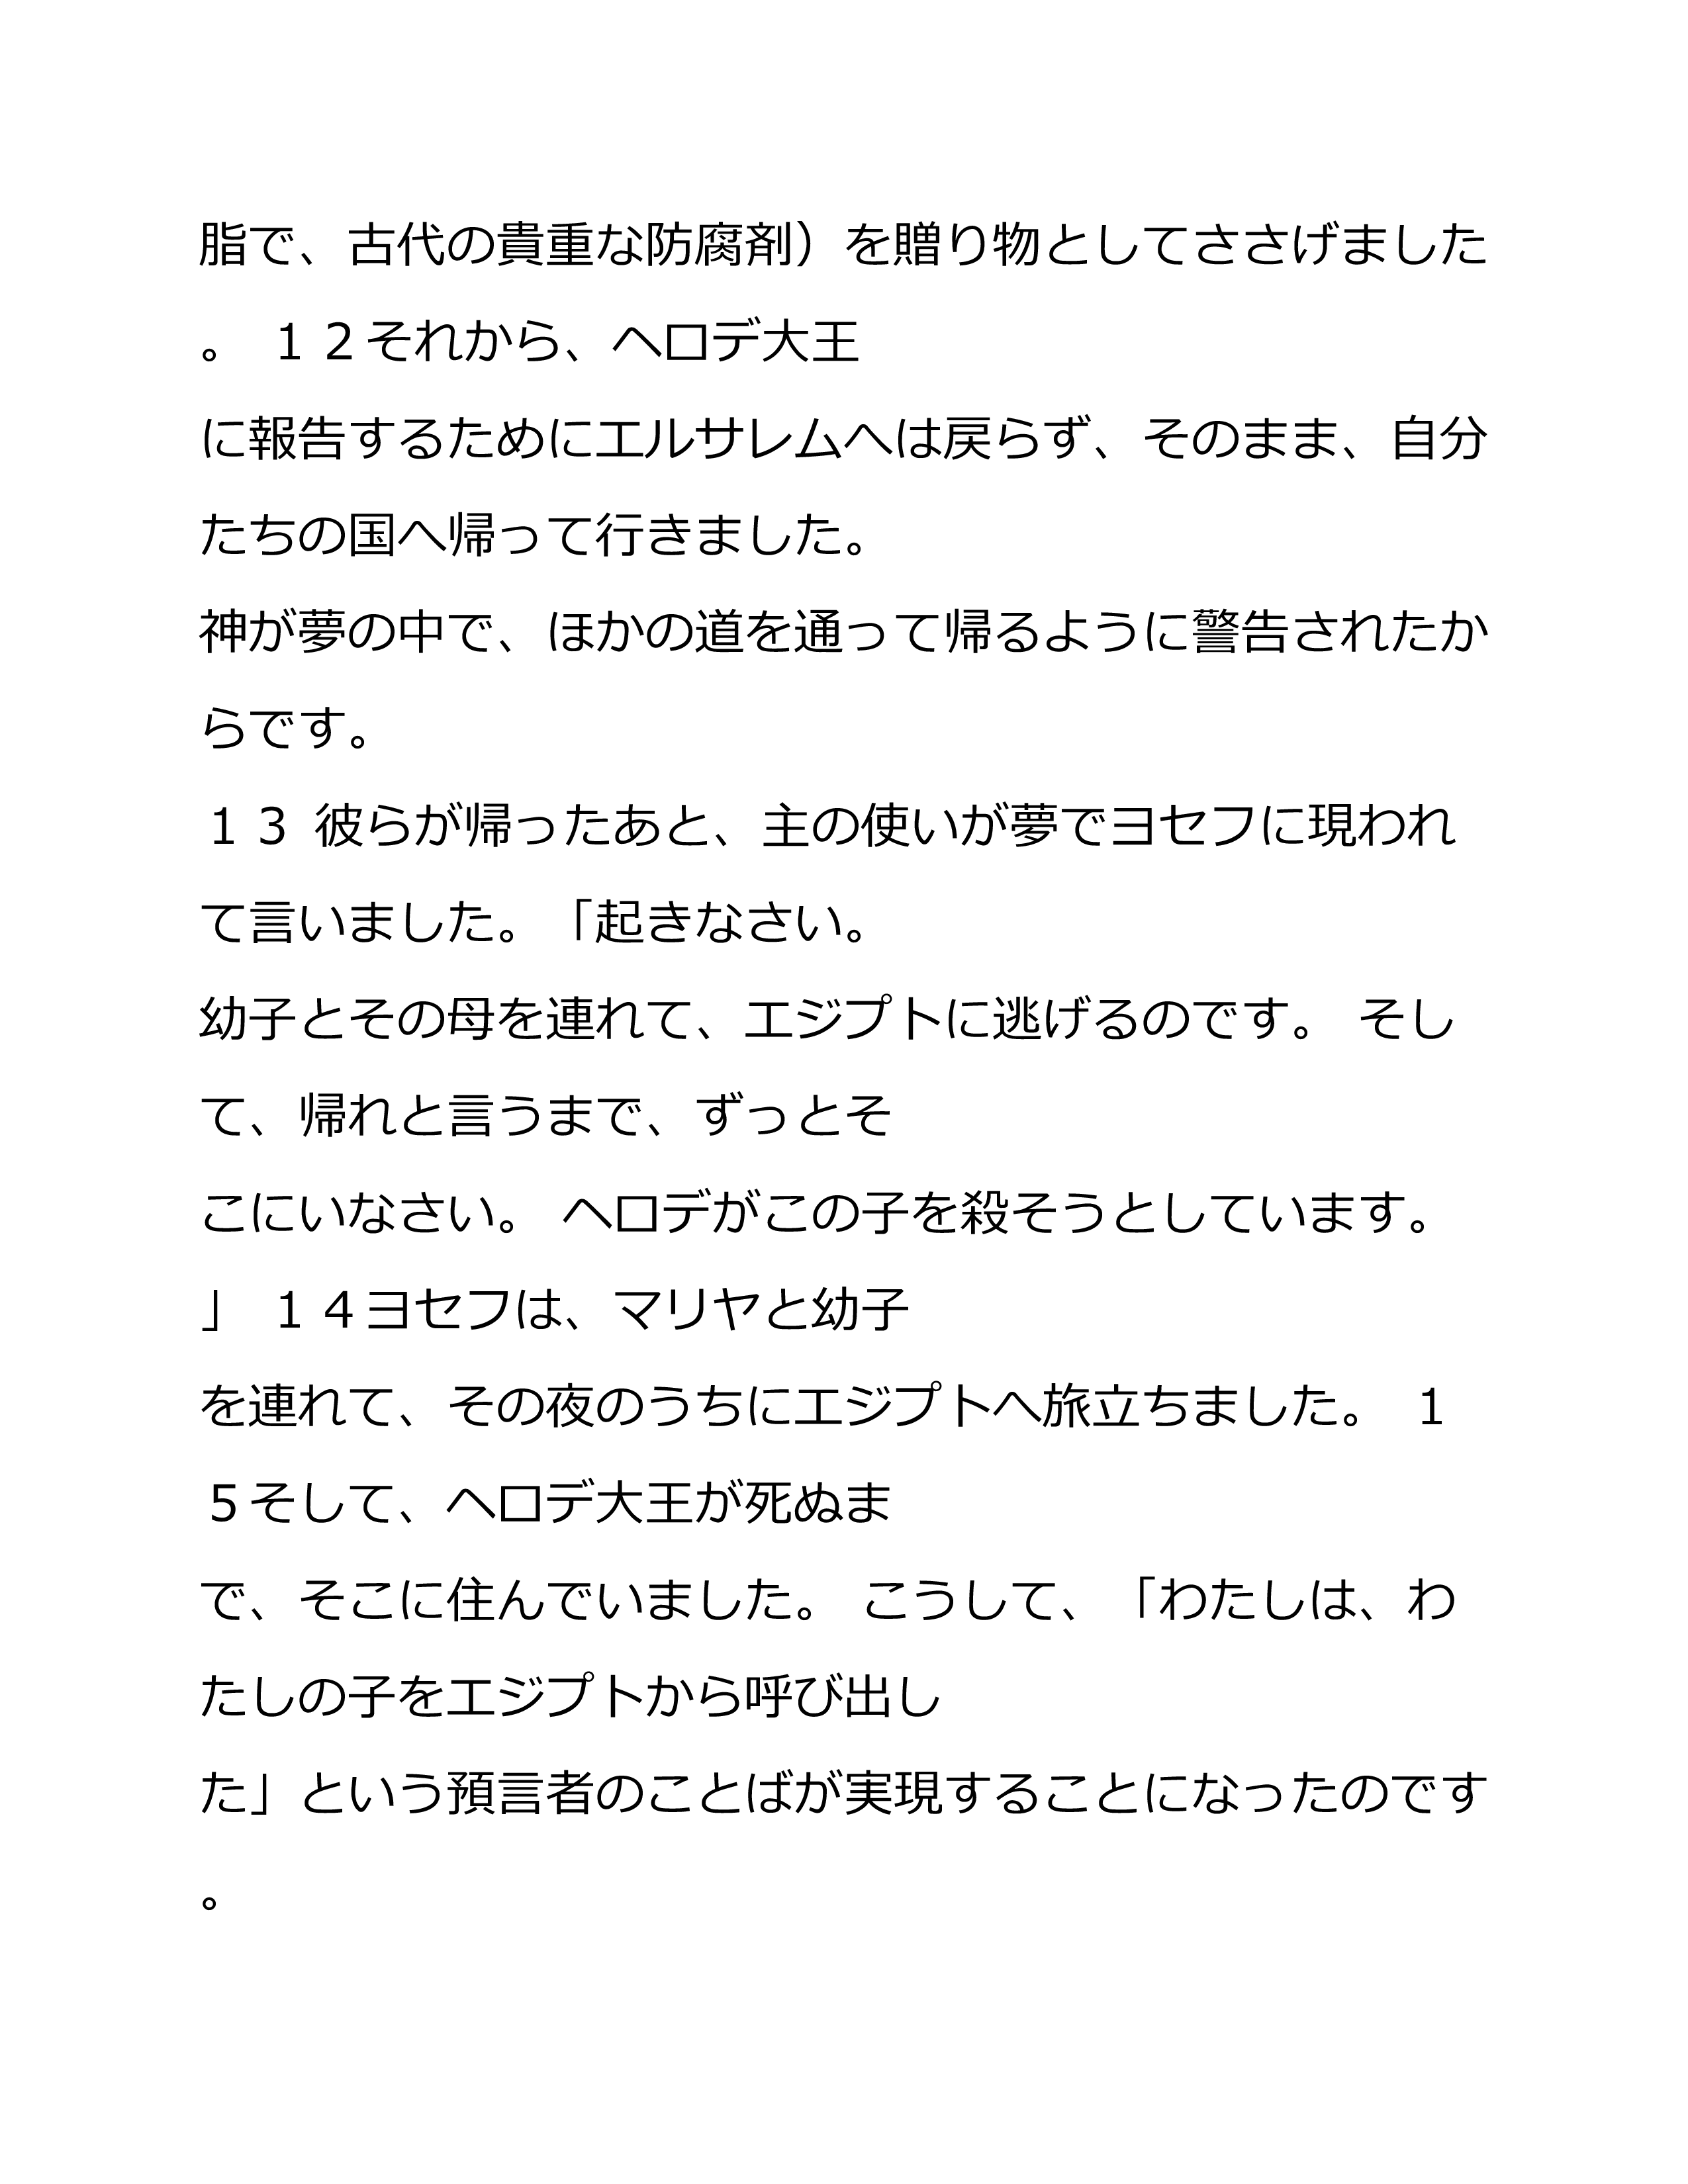 脂で、古代の貴重な防腐剤）を贈り物としてささげました
。 １２それから、ヘロデ大王
に報告するためにエルサレムへは戻らず、そのまま、自分
たちの国へ帰って行きました。
神が夢の中で、ほかの道を通って帰るように警告されたか
らです。
１３ 彼らが帰ったあと、主の使いが夢でヨセフに現われ
て言いました。「起きなさい。
幼子とその母を連れて、エジプトに逃げるのです。 そし
て、帰れと言うまで、ずっとそ
こにいなさい。 ヘロデがこの子を殺そうとしています。
」 １４ヨセフは、マリヤと幼子
を連れて、その夜のうちにエジプトへ旅立ちました。 １
５そして、ヘロデ大王が死ぬま
で、そこに住んでいました。 こうして、「わたしは、わ
たしの子をエジプトから呼び出し
た」という預言者のことばが実現することになったのです
。